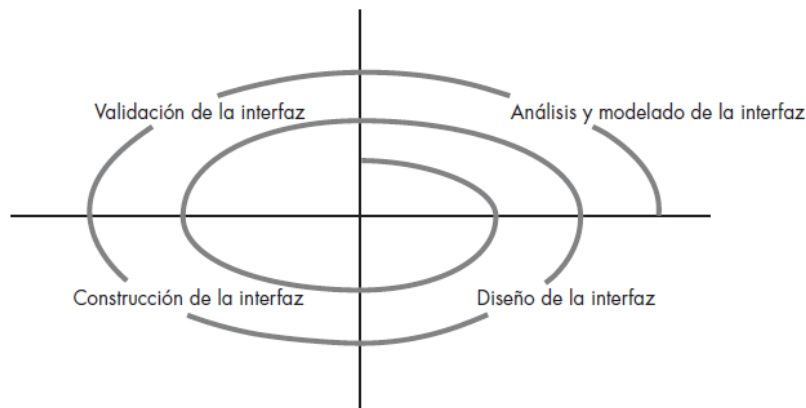 Validación de la interfaz
Análisis y modelado de la interfaz
Construcción de la interfaz
Diseño de la interfaz